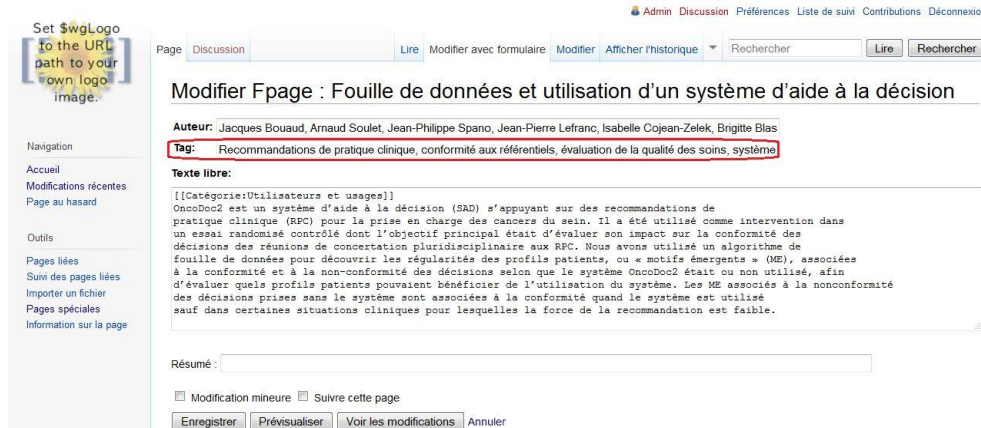 Admin Discussion Préférences Liste de suivi Contributions Déconnexio
Set $wgLogo
to the URL
path to your
own logo
image.
Page Discussion Lire Modifier avec formulaire Modifier Afficher l'historique Rechercher Lire Rechercher
Modifier Fpage : Fouille de données et utilisation d'un système d'aide à la décision
Auteur: Jacques Bouaud, Arnaud Soulet, Jean-Philippe Spano, Jean-Pierre Lefranc, Isabelle Cojean-Zelek, Brigitte Blas
Tag: Recommandations de pratique clinique, conformité aux référentiels, évaluation de la qualité des soins, système
Texte libre:
[[Catégorie:Utilisateurs et usages]]
OncoDoc2 est un système d'aide à la décision (SAD) s'appuyant sur des recommandations de
pratique clinique (RPC) pour la prise en charge des cancers du sein. Il a été utilisé comme intervention dans
un essai randomisé contrôlé dont l'objectif principal était d'évaluer son impact sur la conformité des
décisions des réunions de concertation pluridisciplinaire aux RPC. Nous avons utilisé un algorithme de
fouille de données pour découvrir les régularités des profils patients, ou « motifs émergents » (ME), associées
à la conformité et à la non-conformité des décisions selon que le système OncoDoc2 était ou non utilisé, afin
d'évaluer quels profils patients pouvaient bénéficier de l'utilisation du système. Les ME associés à la nonconformité
des décisions prises sans le système sont associées à la conformité quand le système est utilisé
sauf dans certaines situations cliniques pour lesquelles la force de la recommandation est faible.
Navigation
Accueil
Modifications récentes
Page au hasard
Outils
Pages liées
Suivi des pages liées
Importer un fichier
Pages spéciales
Information sur la page
Résumé :
Modification mineure Suivre cette page
Enregistrer Prévisualiser Voir les modifications Annuler